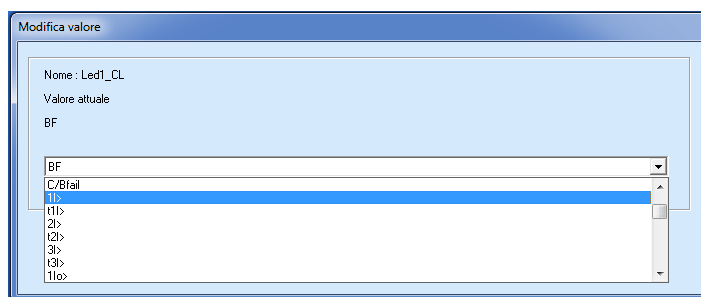 Modifica valore
Nome : Led1_CL
Valore attuale
BF
BF
C/Bfail
1I>
t1I>
2I>
t2I>
3I>
t3I>
1Io>